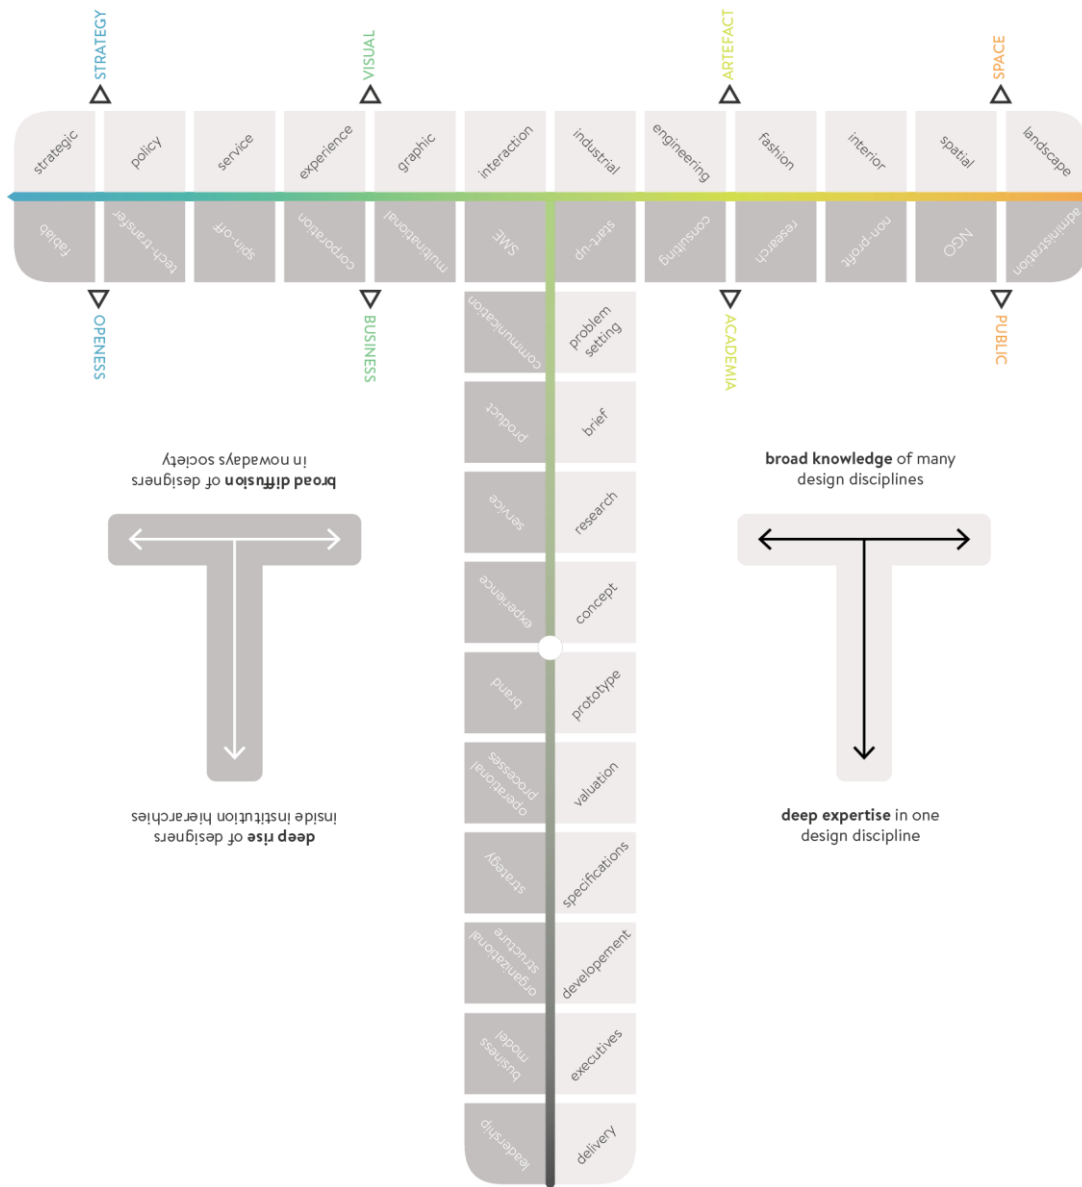 STRATEGY
VISUAL
ARTEFACT
SPACE
strategic
policy
service
experience
graphic
interaction
industrial
engineering
fashion
interior
spatial
landscape
fablab
tech-transfer
spin-off
corporation
multinational
SME
start-up
consulting
research
non-profit
NGO
administration
OPENESS
BUSINESS
ACADEMIA
PUBLIC
communication
problem
setting
product
brief
service
research
experience
concept
brand
prototype
operational
processes
valuation
strategy
specifications
organizational
structure
developement
business
model
executives
leadership
delivery
broad diffusion of designers
in nowadays society
deep rise of designers
inside institution hierarchies
broad knowledge of many
design disciplines
deep expertise in one
design discipline